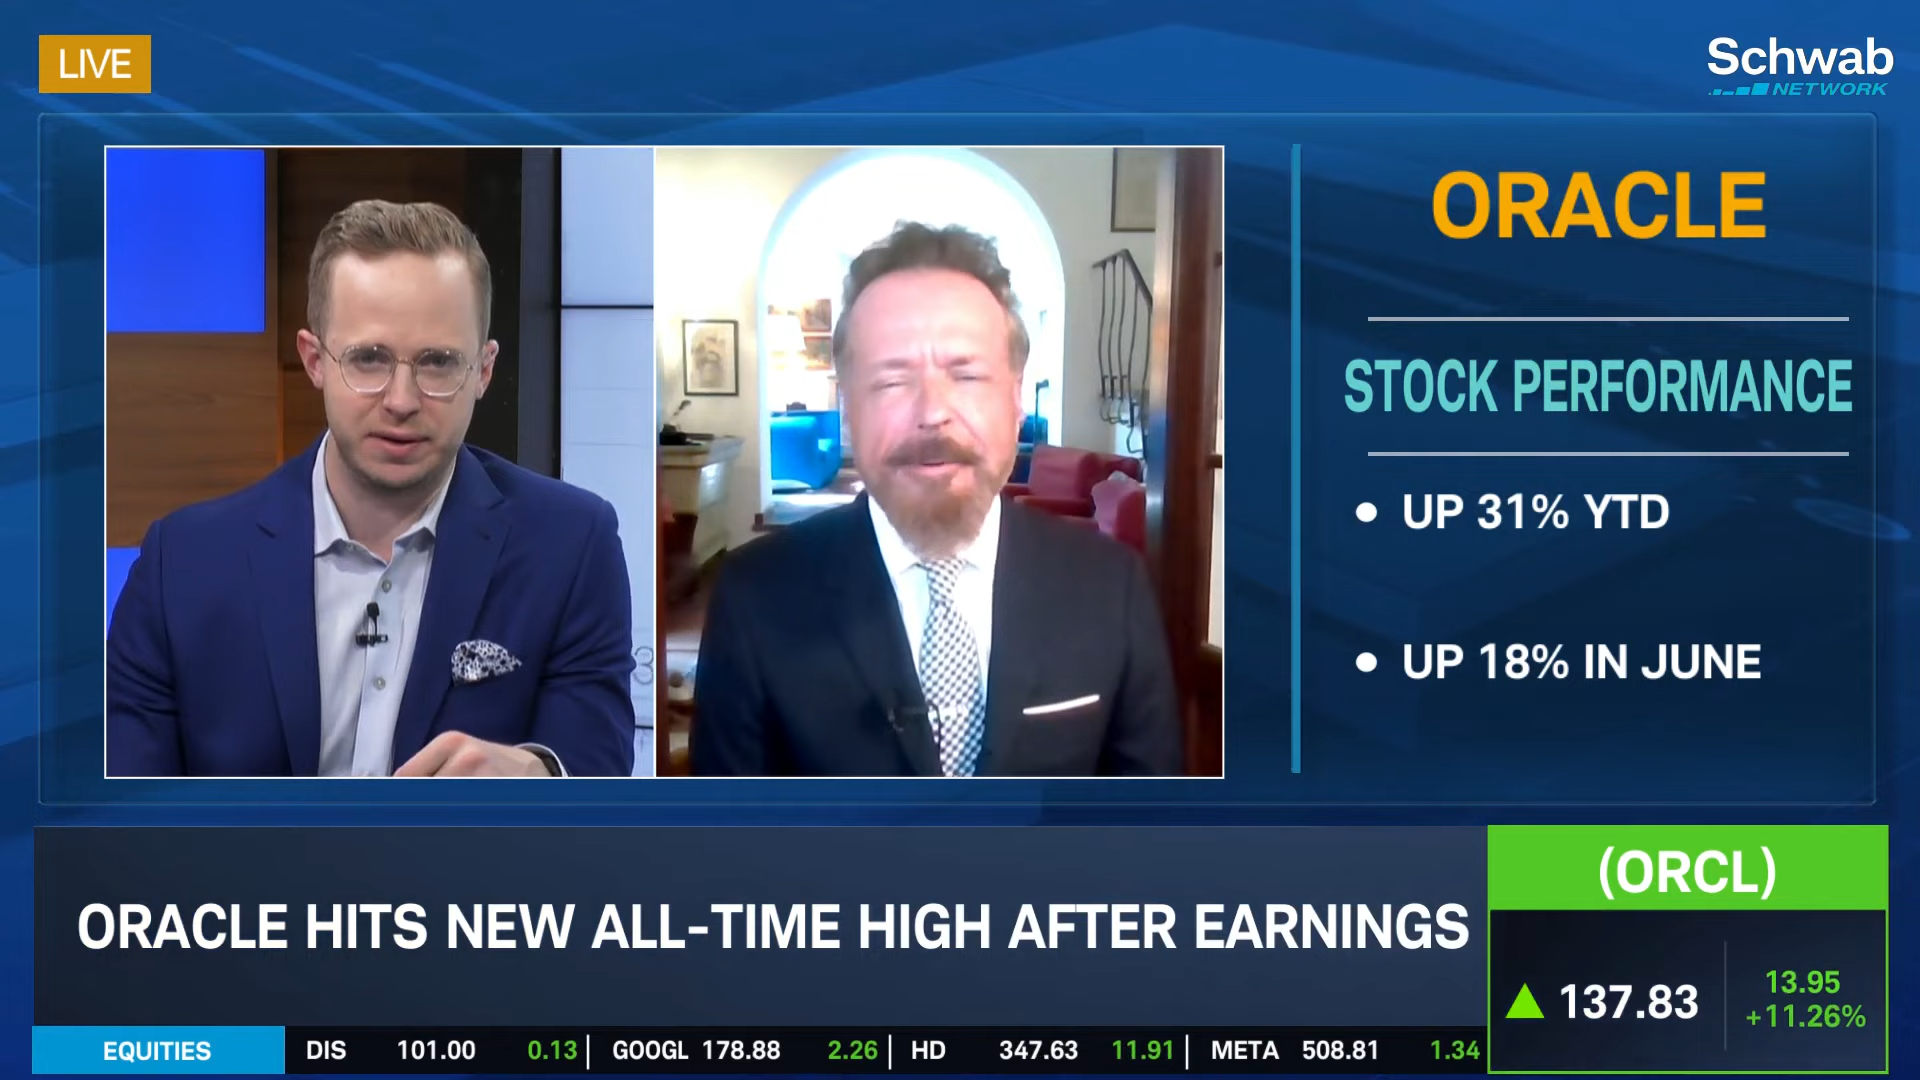 LIVE
Schwab
NETWORK
ORACLE
STOCK PERFORMANCE
• UP 31% YTD
• UP 18% IN JUNE
ORACLE HITS NEW ALL-TIME HIGH AFTER EARNINGS
(ORCL)
▲ 137.83
13.95
+11.26%
EQUITIES DIS 101.00 0.13 | GOOGL 178.88 2.26 | HD 347.63 11.91 | META 508.81 1.34